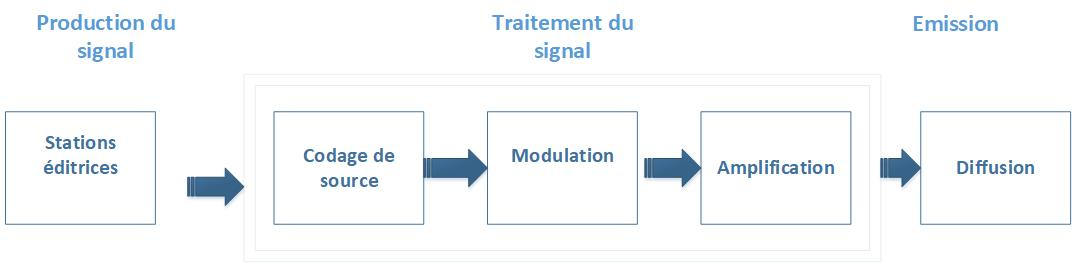 Production du
signal
Traitement du
signal
Emission
Stations
éditrices
Codage de
source
Modulation
Amplification
Diffusion